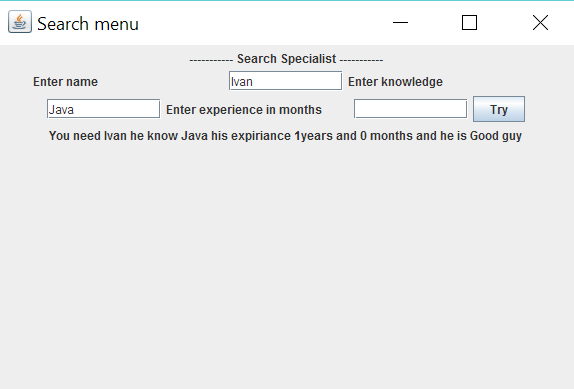 Search menu
----------- Search Specialist -----------
Enter name Ivan Enter knowledge
Java Enter experience in months Try
You need Ivan he know Java his expiriance 1years and 0 months and he is Good guy